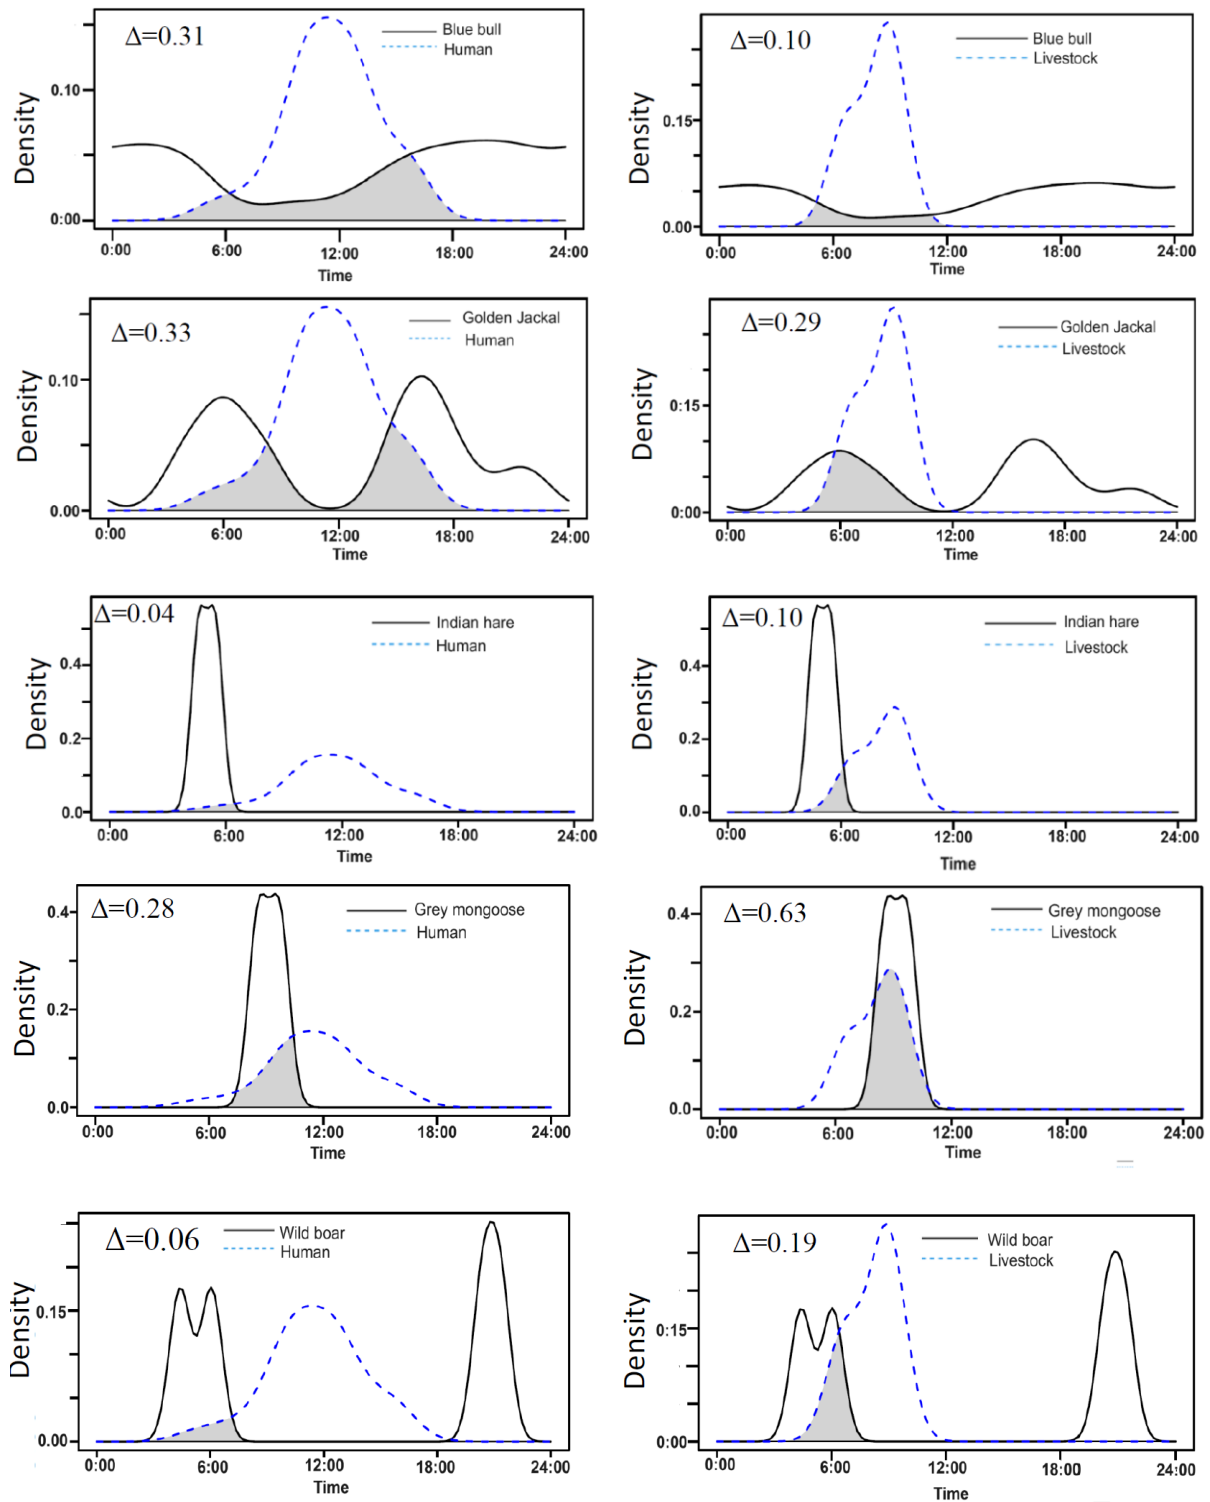 Δ=0.31
Blue bull
Human
Density
0.10
0:00
0:00 6:00 12:00 18:00 24:00
Time
Δ=0.10
Blue bull
Livestock
Density
0.15
0.00
0:00 6:00 12:00 18:00 24:00
Time
Δ=0.33
Golden Jackal
Human
Density
0.10
0.00
0:00 6:00 12:00 18:00 24:00
Time
Δ=0.29
Golden Jackal
Livestock
Density
0:15
0:00
0:00 6:00 12:00 18:00 24:00
Time
Δ=0.04
Indian hare
Human
Density
0.4
0.2
0.0
0:00 6:00 12:00 18:00 24:00
Time
Δ=0.10
Indian hare
Livestock
Density
0.4
0.2
0.0
0:00 6:00 12:00 18:00 24:00
Time
Δ=0.28
Grey mongoose
Human
Density
0.4
0.2
0.0
0:00 6:00 12:00 18:00 24:00
Time
Δ=0.63
Grey mongoose
Livestock
Density
0.4
0.2
0.0
0:00 6:00 12:00 18:00 24:00
Time
Δ=0.06
Wild boar
Human
Density
0.15
0.00
0:00 6:00 12:00 18:00 24:00
Time
Δ=0.19
Wild boar
Livestock
Density
0:15
0:00
0:00 6:00 12:00 18:00 24:00
Time